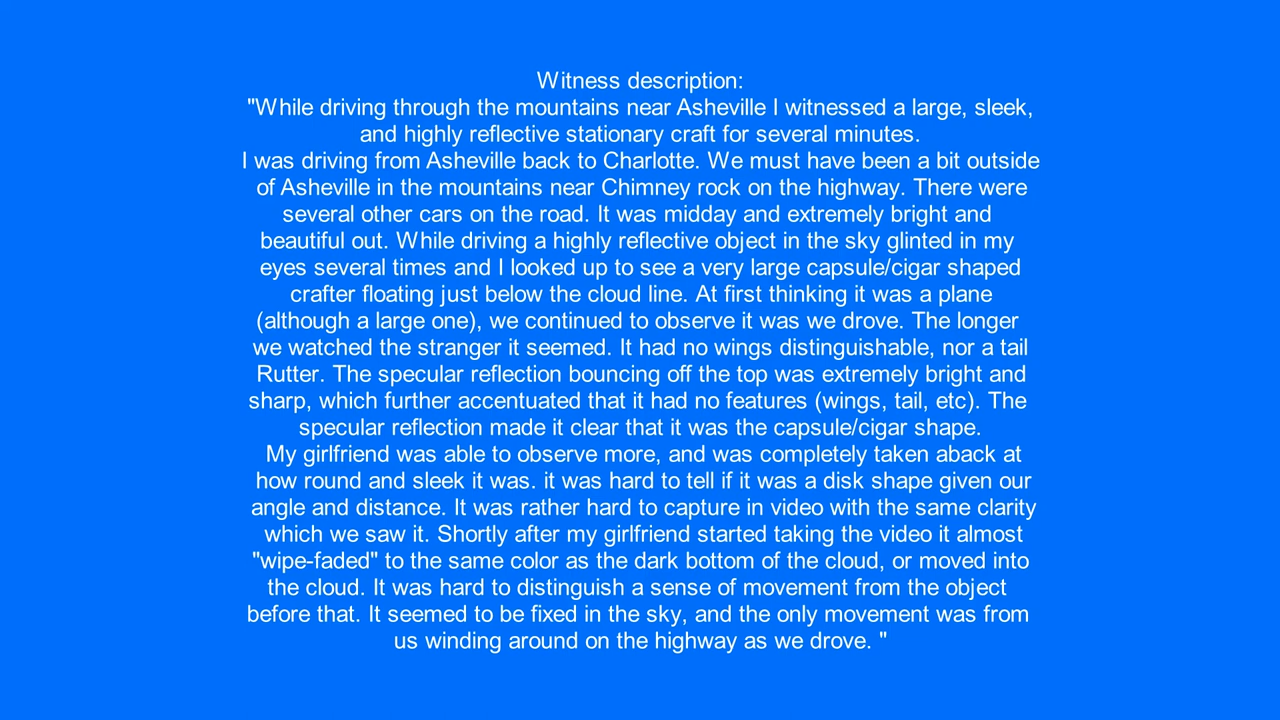 Witness description:
"While driving through the mountains near Asheville I witnessed a large, sleek,
and highly reflective stationary craft for several minutes.
I was driving from Asheville back to Charlotte. We must have been a bit outside
of Asheville in the mountains near Chimney rock on the highway. There were
several other cars on the road. It was midday and extremely bright and
beautiful out. While driving a highly reflective object in the sky glinted in my
eyes several times and I looked up to see a very large capsule/cigar shaped
crafter floating just below the cloud line. At first thinking it was a plane
(although a large one), we continued to observe it was we drove. The longer
we watched the stranger it seemed. It had no wings distinguishable, nor a tail
Rutter. The specular reflection bouncing off the top was extremely bright and
sharp, which further accentuated that it had no features (wings, tail, etc). The
specular reflection made it clear that it was the capsule/cigar shape.
My girlfriend was able to observe more, and was completely taken aback at
how round and sleek it was. it was hard to tell if it was a disk shape given our
angle and distance. It was rather hard to capture in video with the same clarity
which we saw it. Shortly after my girlfriend started taking the video it almost
"wipe-faded" to the same color as the dark bottom of the cloud, or moved into
the cloud. It was hard to distinguish a sense of movement from the object
before that. It seemed to be fixed in the sky, and the only movement was from
us winding around on the highway as we drove. "